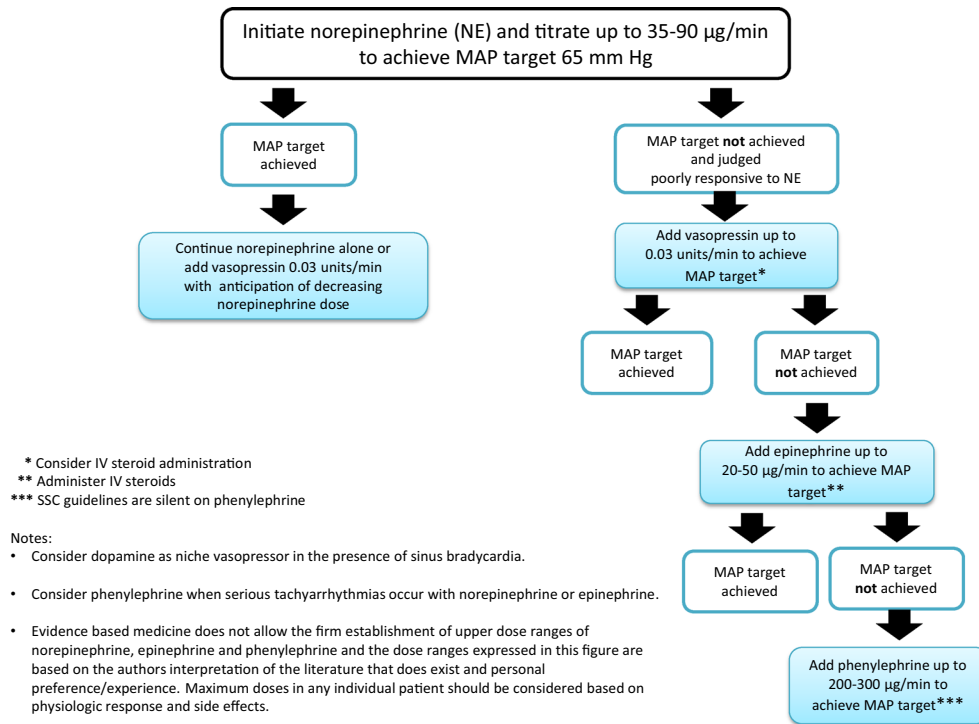 Initiate norepinephrine (NE) and titrate up to 35-90 μg/min
to achieve MAP target 65 mm Hg
MAP target
achieved
MAP target not achieved
and judged
poorly responsive to NE
Continue norepinephrine alone or
add vasopressin 0.03 units/min
with anticipation of decreasing
norepinephrine dose
Add vasopressin up to
0.03 units/min to achieve
MAP target*
MAP target
achieved
MAP target
not achieved
Add epinephrine up to
20-50 μg/min to achieve MAP
target**
MAP target
achieved
MAP target
not achieved
Add phenylephrine up to
200-300 μg/min to
achieve MAP target***
* Consider IV steroid administration
** Administer IV steroids
*** SSC guidelines are silent on phenylephrine
Notes:
• Consider dopamine as niche vasopressor in the presence of sinus bradycardia.
• Consider phenylephrine when serious tachyarrhythmias occur with norepinephrine or epinephrine.
• Evidence based medicine does not allow the firm establishment of upper dose ranges of
norepinephrine, epinephrine and phenylephrine and the dose ranges expressed in this figure are
based on the authors interpretation of the literature that does exist and personal
preference/experience. Maximum doses in any individual patient should be considered based on
physiologic response and side effects.